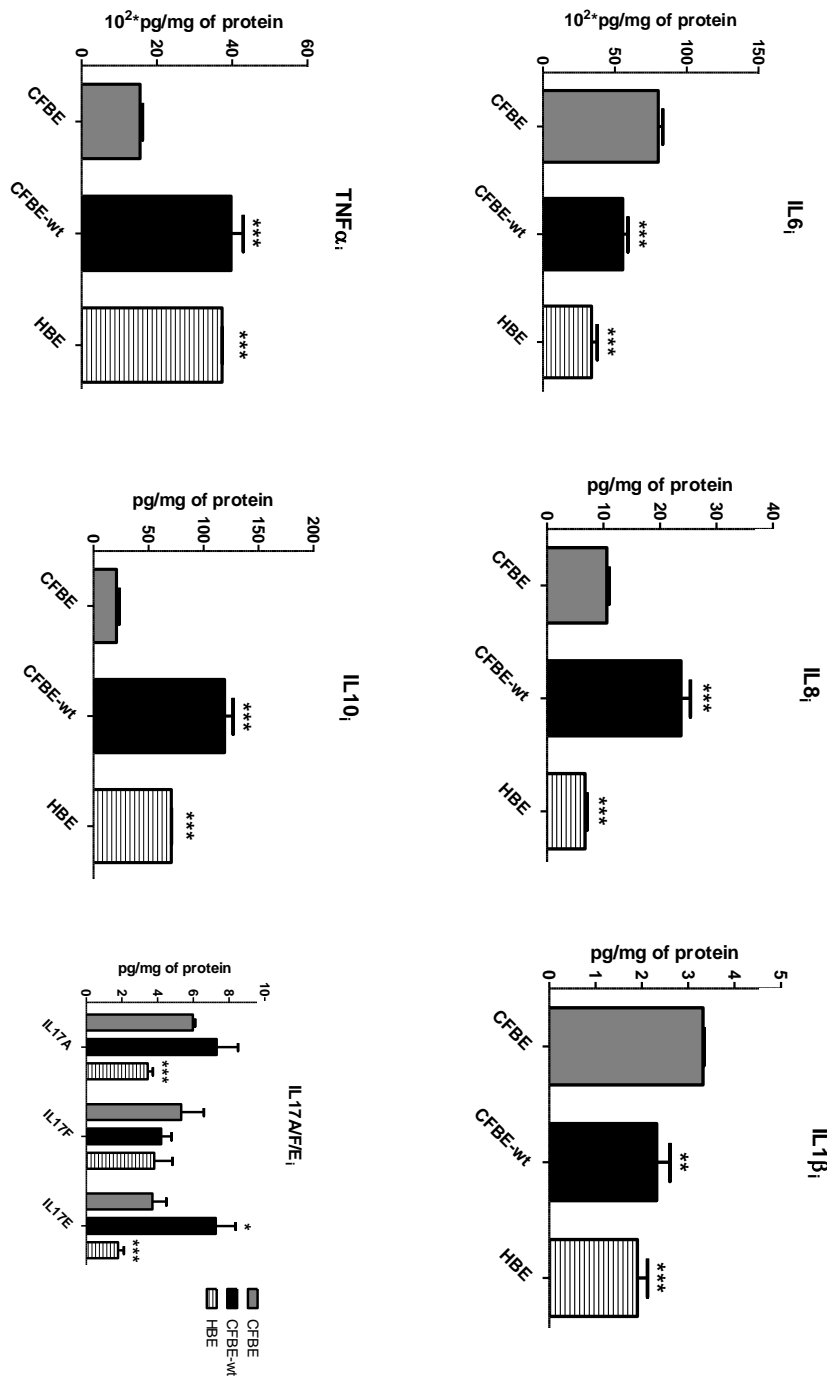 IL6i
10²*pg/mg of protein
150
100
50
0
***
***
CFBE
CFBE-wt
HBE
IL8i
pg/mg of protein
40
30
20
10
0
***
***
CFBE
CFBE-wt
HBE
IL1βi
pg/mg of protein
5
4
3
2
1
0
**
***
CFBE
CFBE-wt
HBE
TNFαi
10²*pg/mg of protein
60
40
20
0
***
***
CFBE
CFBE-wt
HBE
IL10i
pg/mg of protein
200
150
100
50
0
***
***
CFBE
CFBE-wt
HBE
IL17A/F/Ei
pg/mg of protein
10
8
6
4
2
0
***
*
***
IL17A
IL17F
IL17E
CFBE
CFBE-wt
HBE